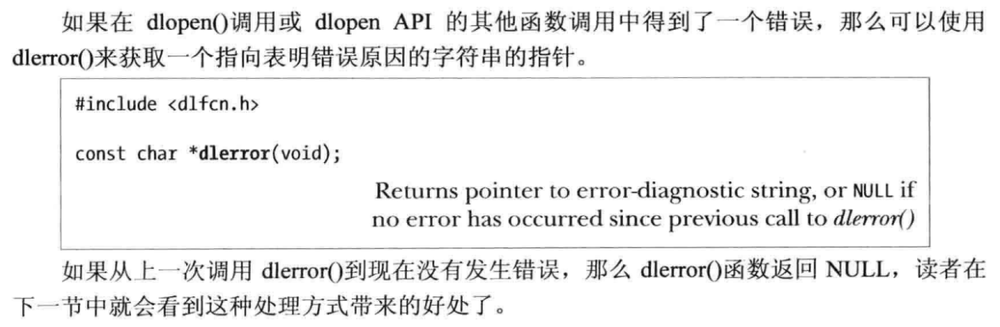 如果在 dlopen()调用或 dlopen API 的其他函数调用中得到了一个错误，那么可以使用
dlerror()来获取一个指向表明错误原因的字符串的指针。
#include <dlfcn.h>
const char *dlerror(void);
Returns pointer to error-diagnostic string, or NULL if
no error has occurred since previous call to dlerror()
如果从上一次调用 dlerror()到现在没有发生错误，那么 dlerror()函数返回 NULL，读者在
下一节中就会看到这种处理方式带来的好处了。